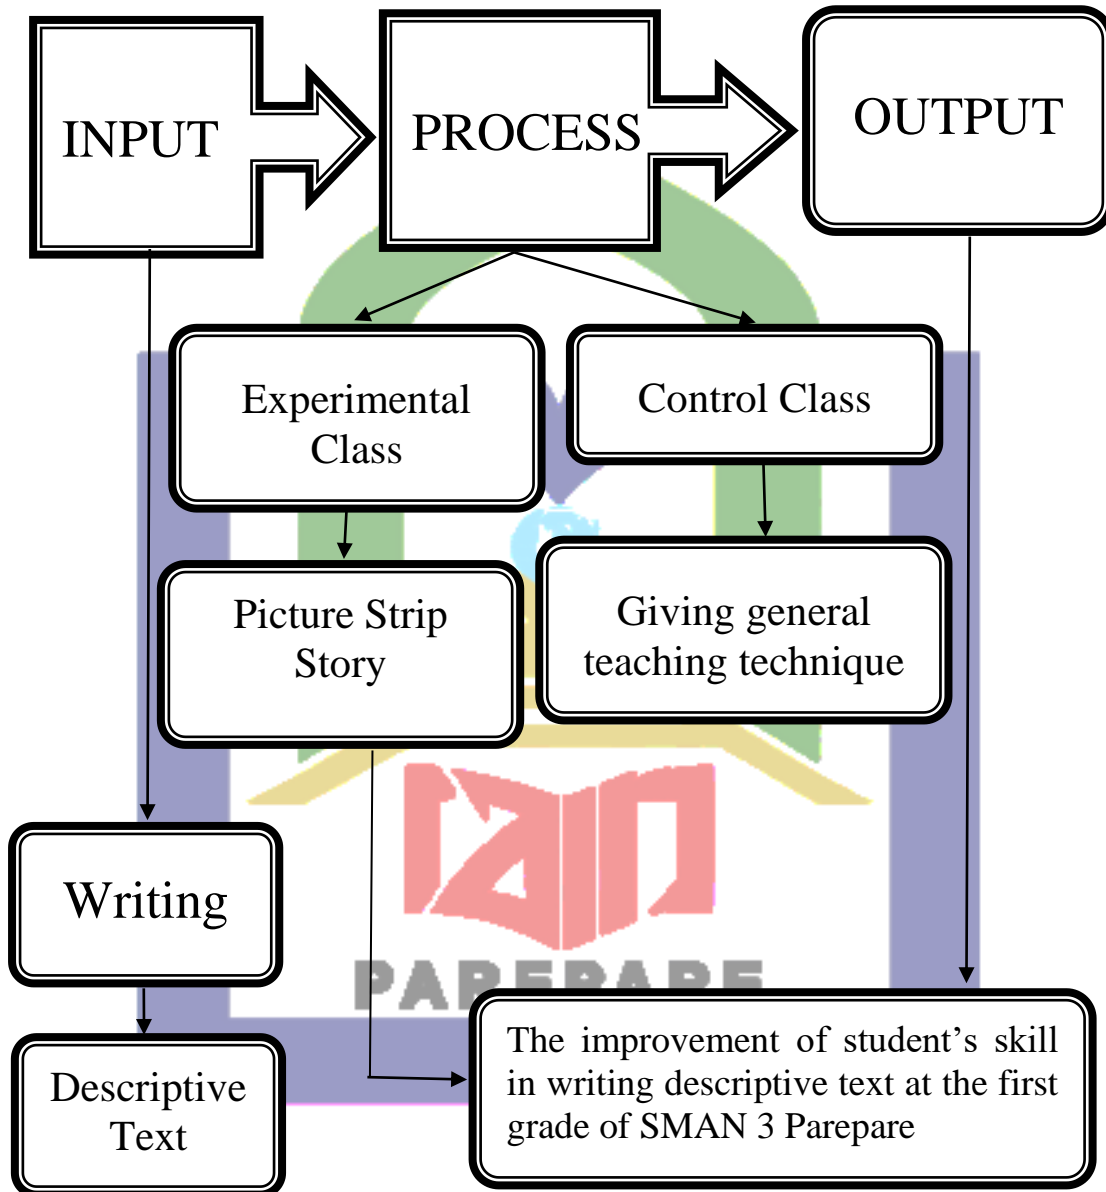 INPUT
PROCESS
OUTPUT
Experimental
Class
Control Class
Picture Strip
Story
Giving general
teaching technique
Writing
PAREPARE
Descriptive
Text
The improvement of student’s skill
in writing descriptive text at the first
grade of SMAN 3 Parepare